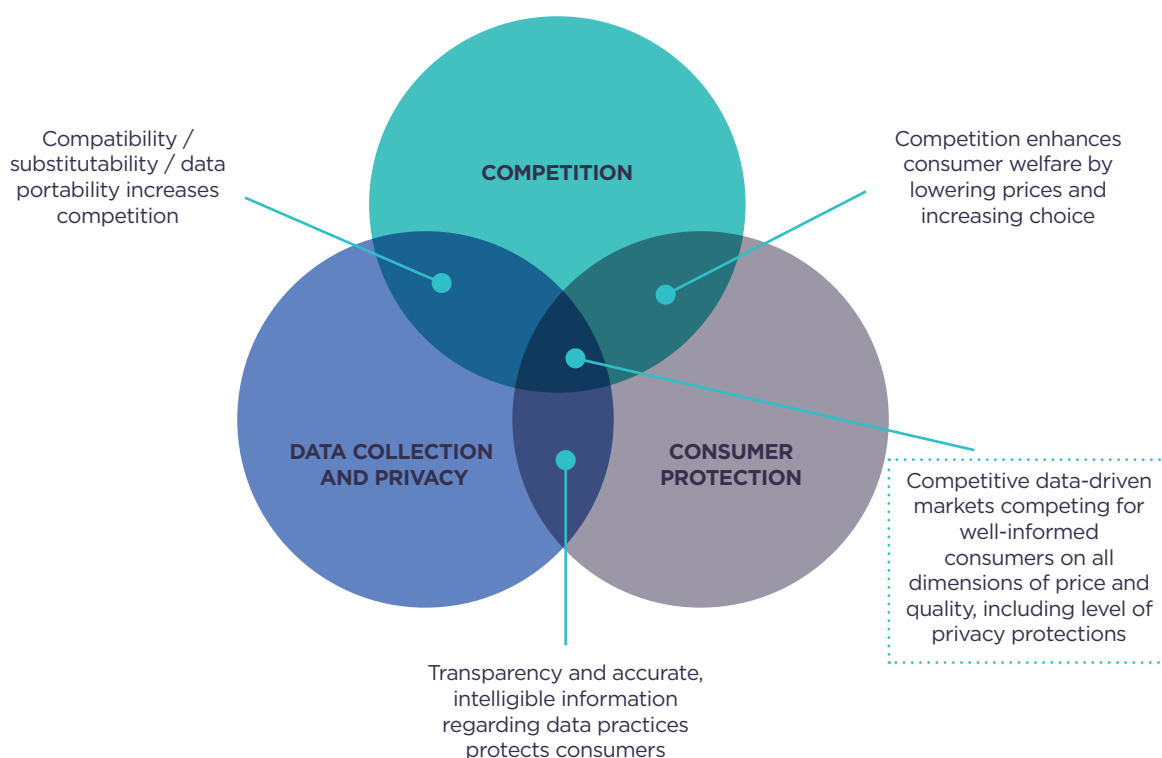 COMPETITION
Compatibility /
substitutability / data
portability increases
competition
Competition enhances
consumer welfare by
lowering prices and
increasing choice
DATA COLLECTION
AND PRIVACY
CONSUMER
PROTECTION
Competitive data-driven
markets competing for
well-informed
consumers on all
dimensions of price and
quality, including level of
privacy protections
Transparency and accurate,
intelligible information
regarding data practices
protects consumers